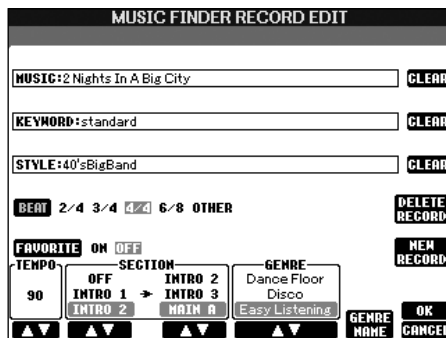 MUSIC FINDER RECORD EDIT
MUSIC:2 Nights In A Big City
CLEAR
KEYWORD:standard
CLEAR
STYLE:40'sBigBand
CLEAR
BEAT 2/4 3/4 4/4 6/8 OTHER
DELETE RECORD
FAVORITE ON OFF
NEW RECORD
TEMPO
90
SECTION
OFF INTRO 2
INTRO 1 → INTRO 3
INTRO 2 MAIN A
GENRE
Dance Floor
Disco
Easy Listening
▲▼ ▲▼ ▲▼ ▲▼
GENRE NAME
OK
CANCEL